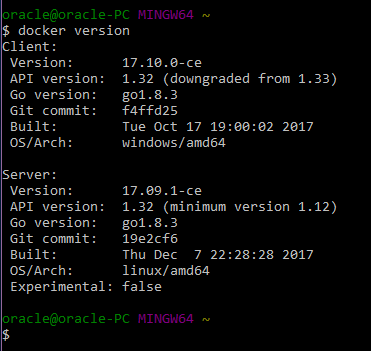 oracle@oracle-PC MINGW64 ~
$ docker version
Client:
 Version:      17.10.0-ce
 API version:  1.32 (downgraded from 1.33)
 Go version:   go1.8.3
 Git commit:   f4ffd25
 Built:        Tue Oct 17 19:00:02 2017
 OS/Arch:      windows/amd64

Server:
 Version:      17.09.1-ce
 API version:  1.32 (minimum version 1.12)
 Go version:   go1.8.3
 Git commit:   19e2cf6
 Built:        Thu Dec  7 22:28:28 2017
 OS/Arch:      linux/amd64
 Experimental: false

oracle@oracle-PC MINGW64 ~
$